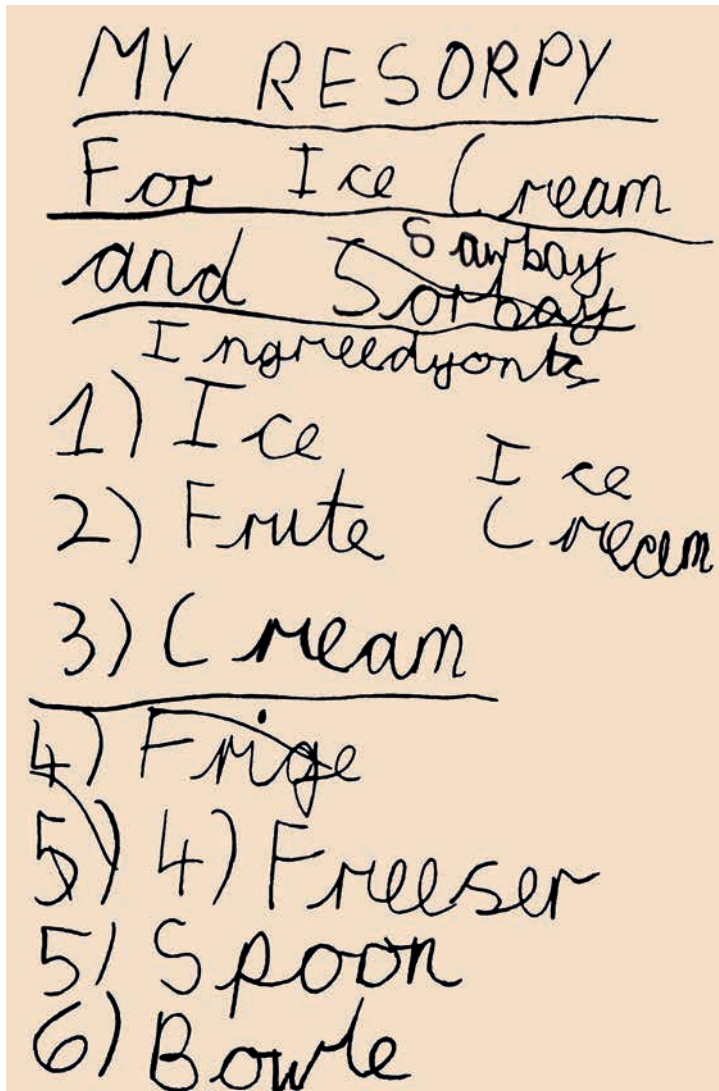 MY RESORPY
For Ice Cream
Sawbay
and Sorbay
Ingreedyonts
1) Ice
2) Frute
Ice
Cream
3) Cream
4) Frige
5) 4) Freeser
5) Spoon
6) Bowle